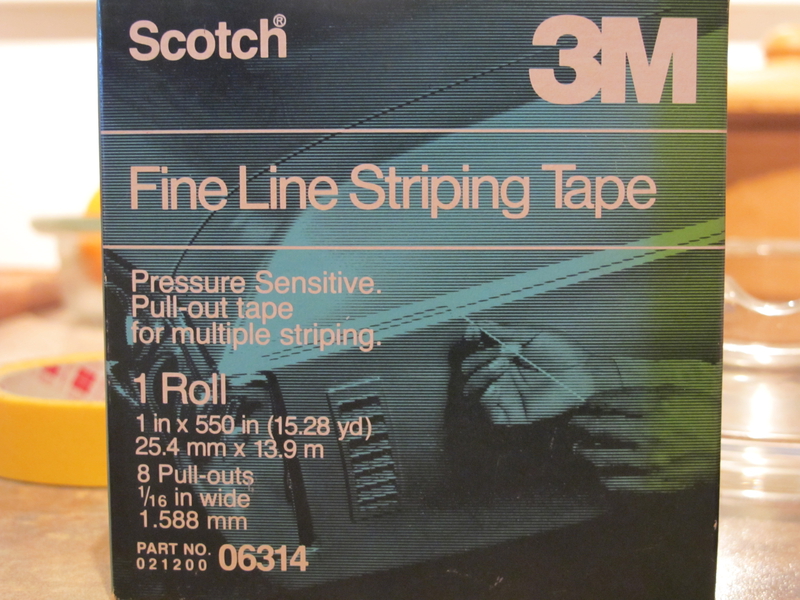 Scotch®
3M
Fine Line Striping Tape
Pressure Sensitive.
Pull-out tape
for multiple striping.
1 Roll
1 in x 550 in (15.28 yd)
25.4 mm x 13.9 m
8 Pull-outs
1/16 in wide
1.588 mm
PART NO. 06314
021200